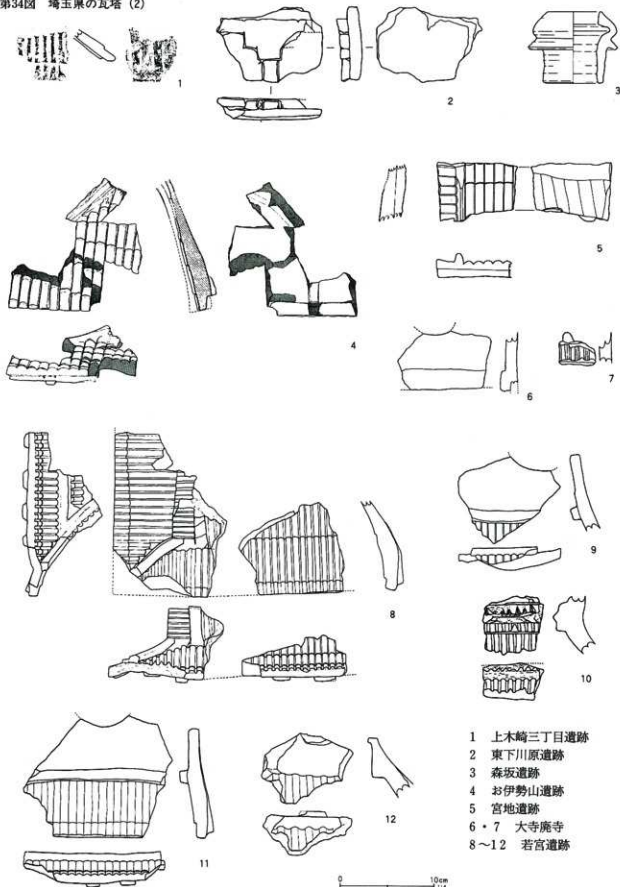 第34図 埼玉県の瓦塔 (2)
1
2
3
4
5
6
7
8
9
10
11
12
1 上木崎三丁目遺跡
2 東下川原遺跡
3 森坂遺跡
4 お伊勢山遺跡
5 宮地遺跡
6・7 大寺廃寺
8～12 若宮遺跡
0 10cm